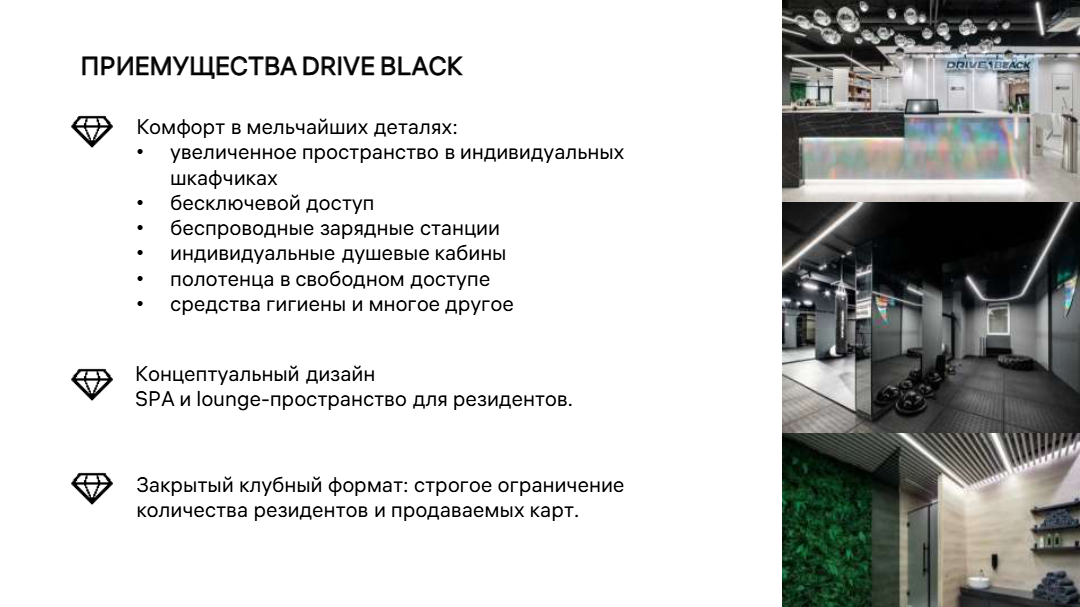 ПРИЕМУЩЕСТВА DRIVE BLACK
Комфорт в мельчайших деталях:
• увеличенное пространство в индивидуальных
шкафчиках
• бесключевой доступ
• беспроводные зарядные станции
• индивидуальные душевые кабины
• полотенца в свободном доступе
• средства гигиены и многое другое
Концептуальный дизайн
SPA и lounge-пространство для резидентов.
Закрытый клубный формат: строгое ограничение
количества резидентов и продаваемых карт.
DRIVE BLACK